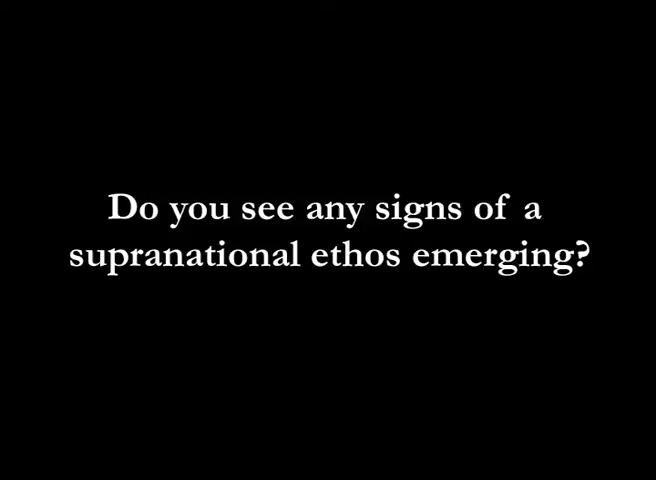 Do you see any signs of a
supranational ethos emerging?